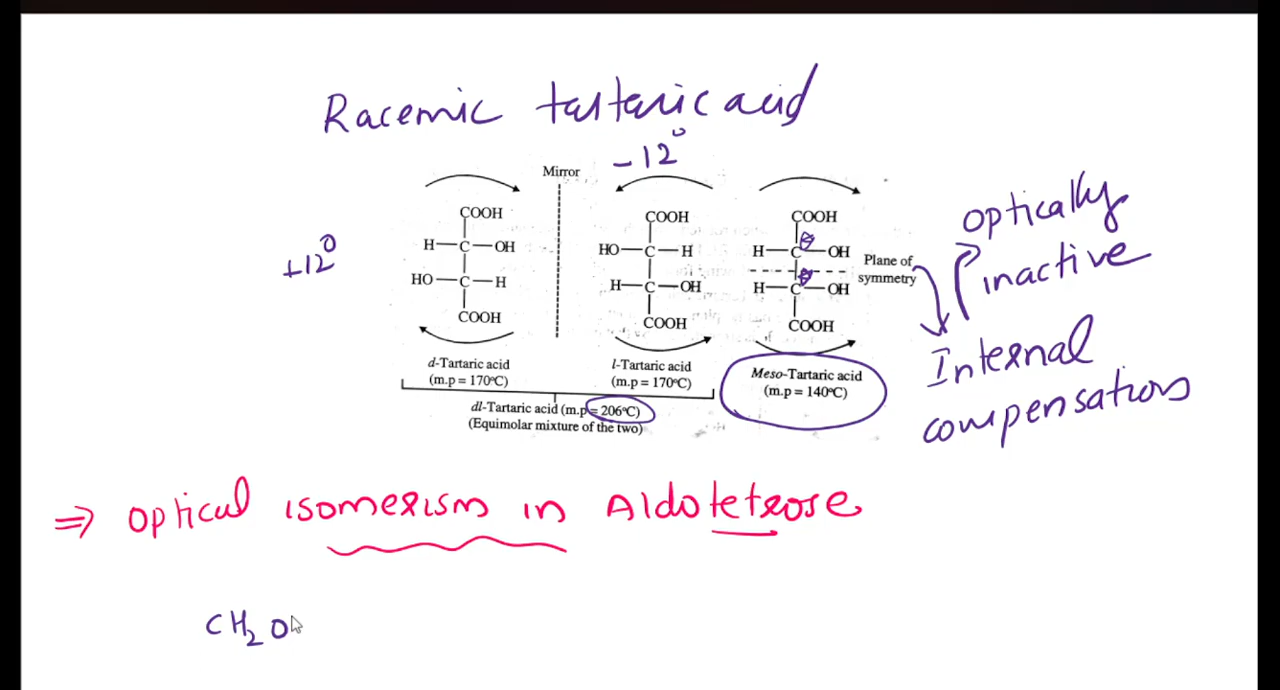 Racemic tartaric acid
-12°
Mirror
COOH COOH COOH
+12°
H—C—OH HO—C—H H—C—OH
Plane of
symmetry
HO—C—H H—C—OH H—C—OH
COOH COOH COOH
optically
inactive
Internal
compensations
d-Tartaric acid
(m.p = 170°C)
l-Tartaric acid
(m.p = 170°C)
Meso-Tartaric acid
(m.p = 140°C)
dl-Tartaric acid (m.p = 206°C)
(Equimolar mixture of the two)
⇒ optical isomerism in Aldotetrose
CH2O